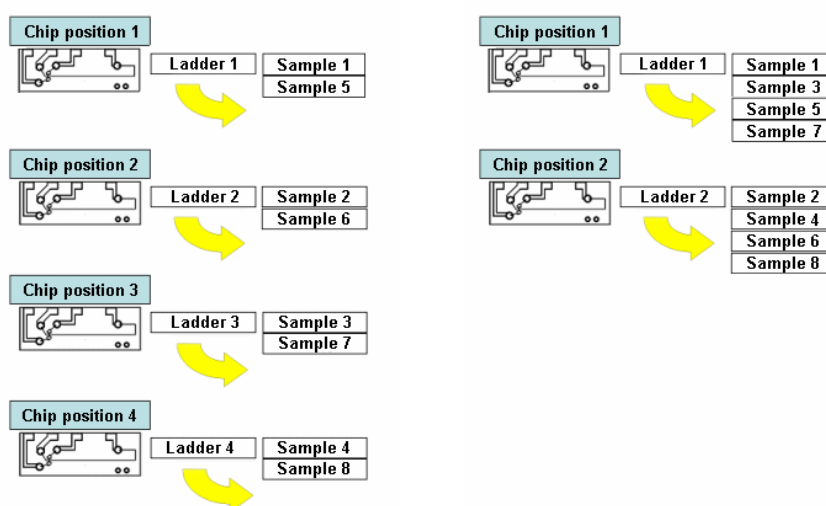 Chip position 1
Ladder 1
Sample 1
Sample 5
Chip position 2
Ladder 2
Sample 2
Sample 6
Chip position 3
Ladder 3
Sample 3
Sample 7
Chip position 4
Ladder 4
Sample 4
Sample 8
Chip position 1
Ladder 1
Sample 1
Sample 3
Sample 5
Sample 7
Chip position 2
Ladder 2
Sample 2
Sample 4
Sample 6
Sample 8